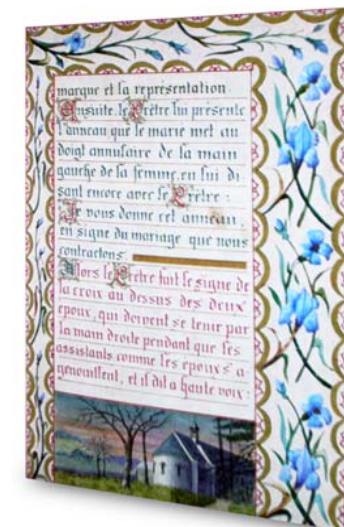 marque et la représentation
Ensuite, le Prêtre lui présente
l'anneau que le marié met au
doigt annulaire de la main
gauche de la femme, en lui di-
sant encore avec le Prêtre :
Je vous donne cet anneau,
en signe du mariage que nous
contractons.
Alors le Prêtre fait le signe de
la croix au dessus des deux
époux, qui doivent se tenir par
la main droite pendant que les
assistants comme les époux s'a-
genouillent, et il dit à haute voix :